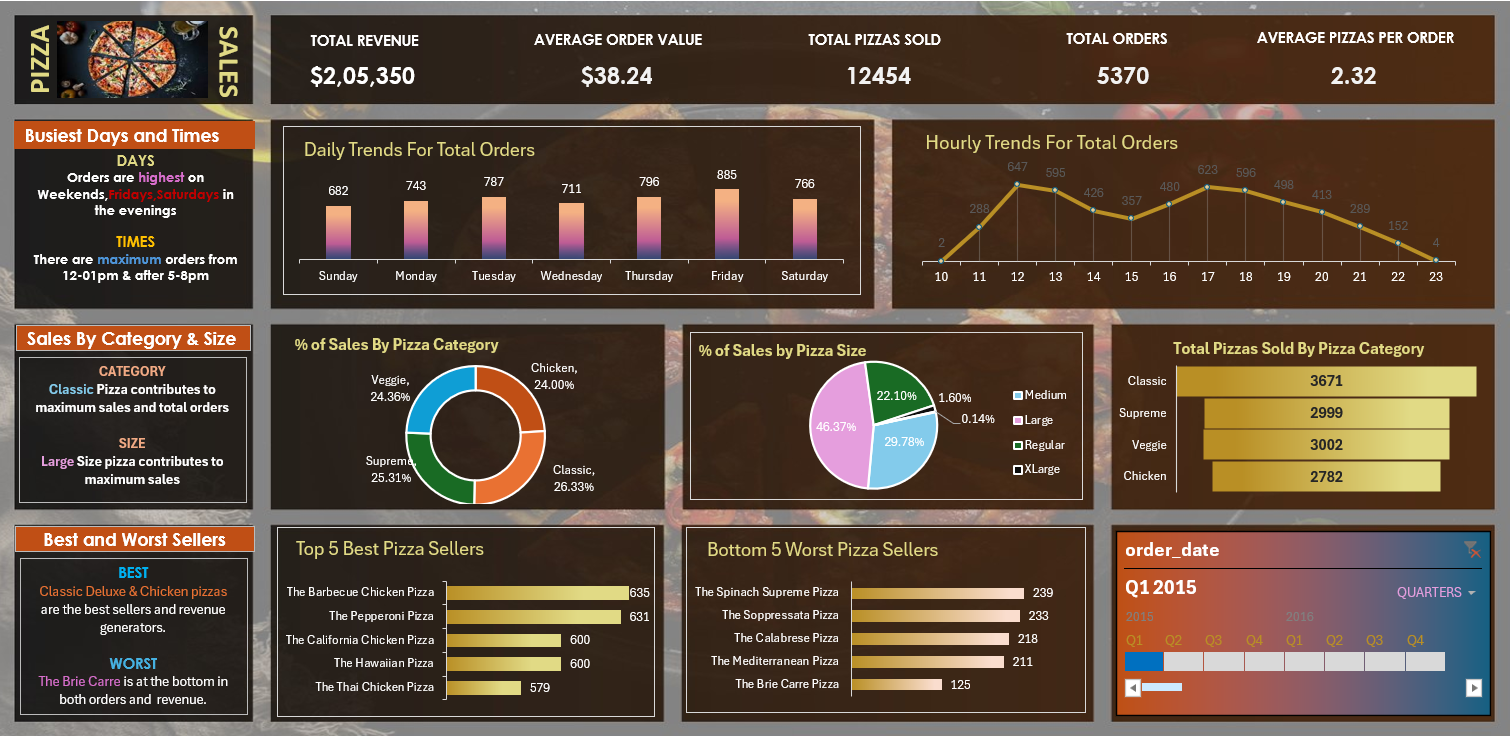 PIZZA
SALES
TOTAL REVENUE
$2,05,350
AVERAGE ORDER VALUE
$38.24
TOTAL PIZZAS SOLD
12454
TOTAL ORDERS
5370
AVERAGE PIZZAS PER ORDER
2.32
Busiest Days and Times
DAYS
Orders are highest on
Weekends,Fridays,Saturdays in
the evenings
TIMES
There are maximum orders from
12-01pm & after 5-8pm
Daily Trends For Total Orders
682
743
787
711
796
885
766
Sunday
Monday
Tuesday
Wednesday
Thursday
Friday
Saturday
Hourly Trends For Total Orders
2
288
647
595
426
357
480
623
596
498
413
289
152
4
10
11
12
13
14
15
16
17
18
19
20
21
22
23
Sales By Category & Size
CATEGORY
Classic Pizza contributes to
maximum sales and total orders
SIZE
Large Size pizza contributes to
maximum sales
% of Sales By Pizza Category
Chicken,
24.00%
Veggie,
24.36%
Supreme,
25.31%
Classic,
26.33%
% of Sales by Pizza Size
22.10%
1.60%
0.14%
46.37%
29.78%
Medium
Large
Regular
XLarge
Total Pizzas Sold By Pizza Category
Classic
3671
Supreme
2999
Veggie
3002
Chicken
2782
Best and Worst Sellers
BEST
Classic Deluxe & Chicken pizzas
are the best sellers and revenue
generators.
WORST
The Brie Carre is at the bottom in
both orders and revenue.
Top 5 Best Pizza Sellers
The Barbecue Chicken Pizza
635
The Pepperoni Pizza
631
The California Chicken Pizza
600
The Hawaiian Pizza
600
The Thai Chicken Pizza
579
Bottom 5 Worst Pizza Sellers
The Spinach Supreme Pizza
239
The Soppressata Pizza
233
The Calabrese Pizza
218
The Mediterranean Pizza
211
The Brie Carre Pizza
125
order_date
Q1 2015
QUARTERS
2015
2016
Q1
Q2
Q3
Q4
Q1
Q2
Q3
Q4